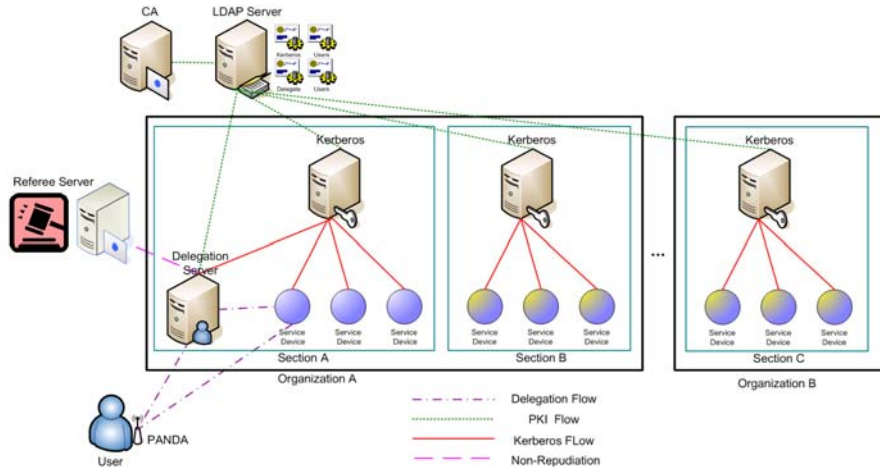 CA
LDAP Server
Kerberos
Users
Delegate
Users
Kerberos
Kerberos
Kerberos
Referee Server
Delegation
Server
...
Service
Device
Service
Device
Service
Device
Service
Device
Service
Device
Service
Device
Service
Device
Service
Device
Service
Device
Section A
Section B
Section C
Organization A
Organization B
PANDA
User
Delegation Flow
PKI Flow
Kerberos FLow
Non-Repudiation